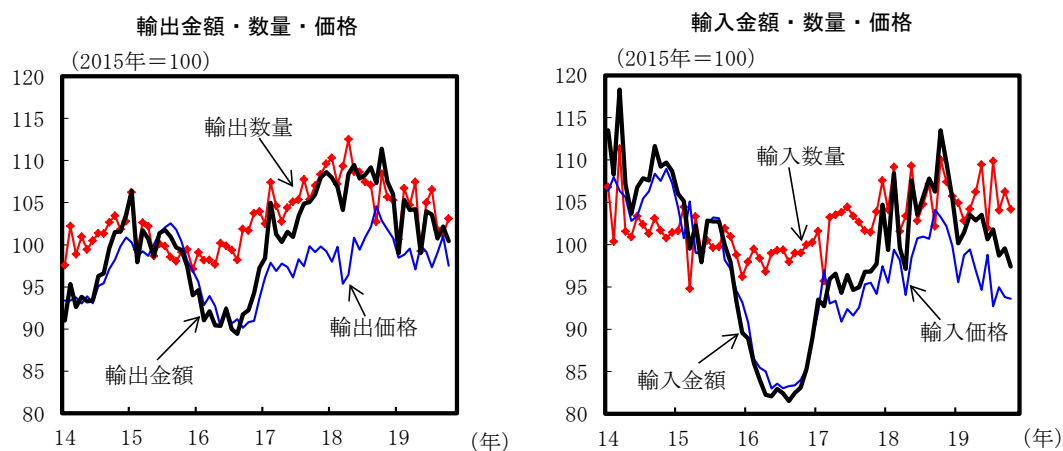 輸出金額・数量・価格
(2015年=100)
120
115
110
105
100
95
90
85
80
輸出数量
輸出価格
輸出金額
14 15 16 17 18 19 (年)
輸入金額・数量・価格
(2015年=100)
120
115
110
105
100
95
90
85
80
輸入数量
輸入価格
輸入金額
14 15 16 17 18 19 (年)